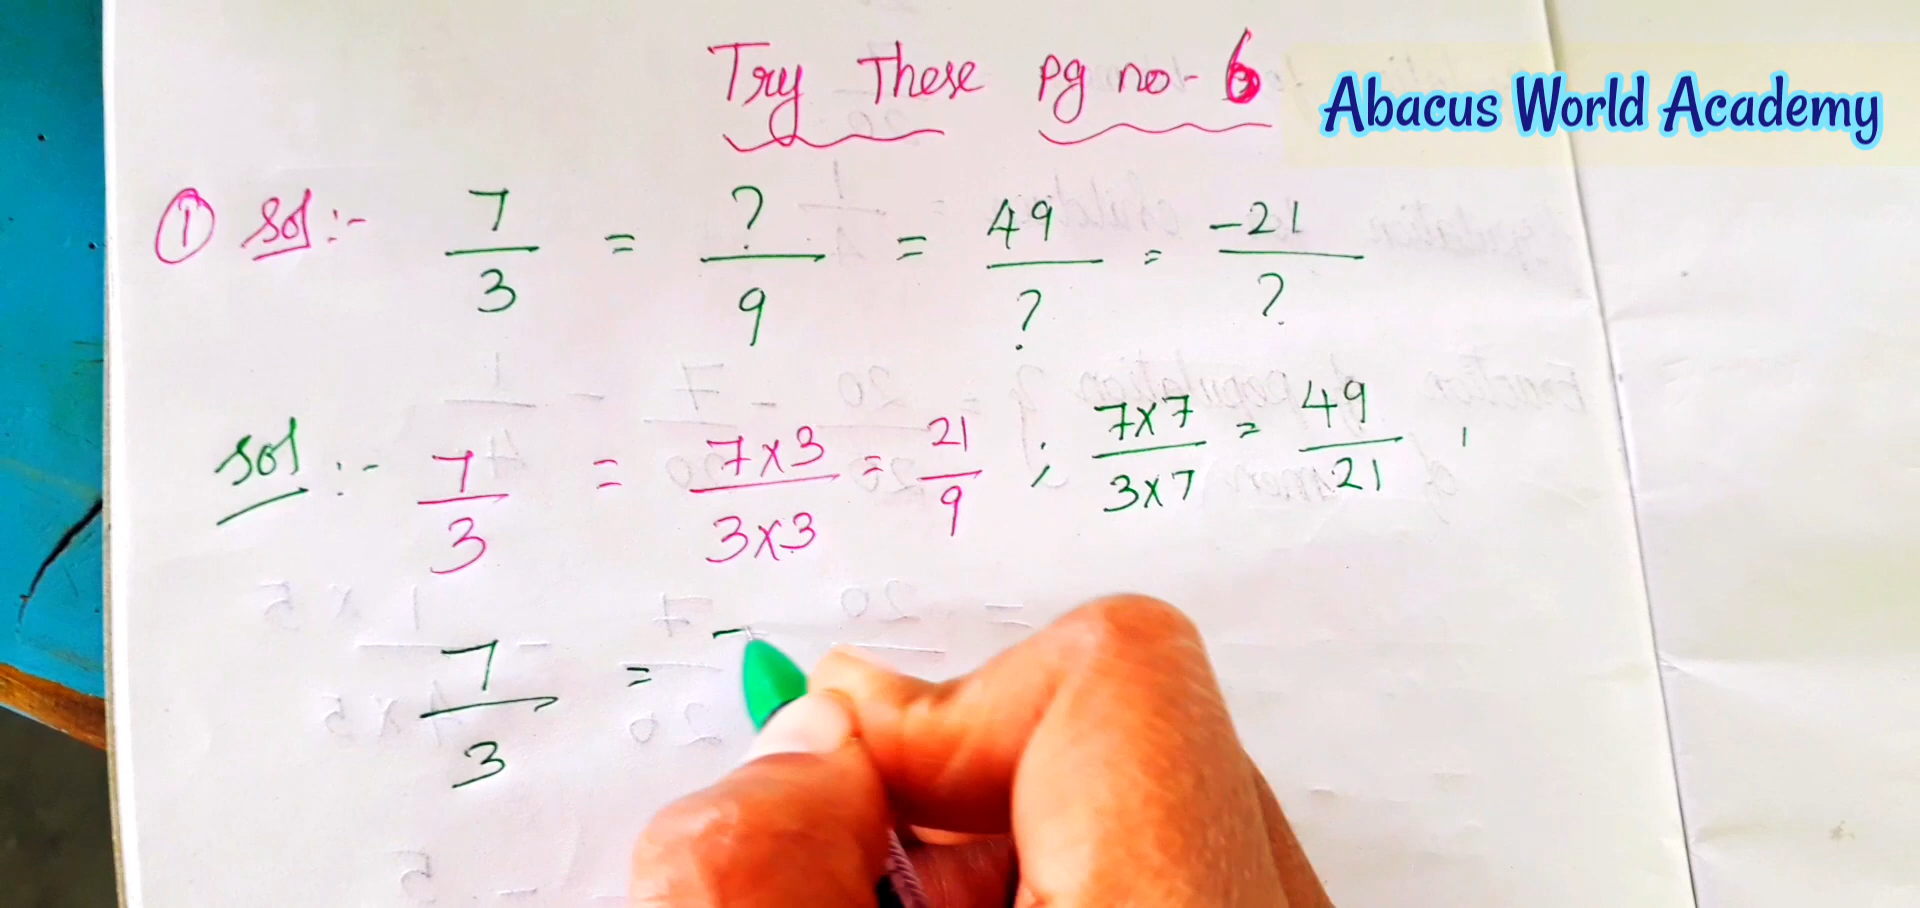 Try These pg no- 6
Abacus World Academy
① Sol:- 7/3 = ?/9 = 49/? = -21/?
Sol:- 7/3 = 7x3/3x3 = 21/9 ; 7x7/3x7 = 49/21 ,
7/3 =